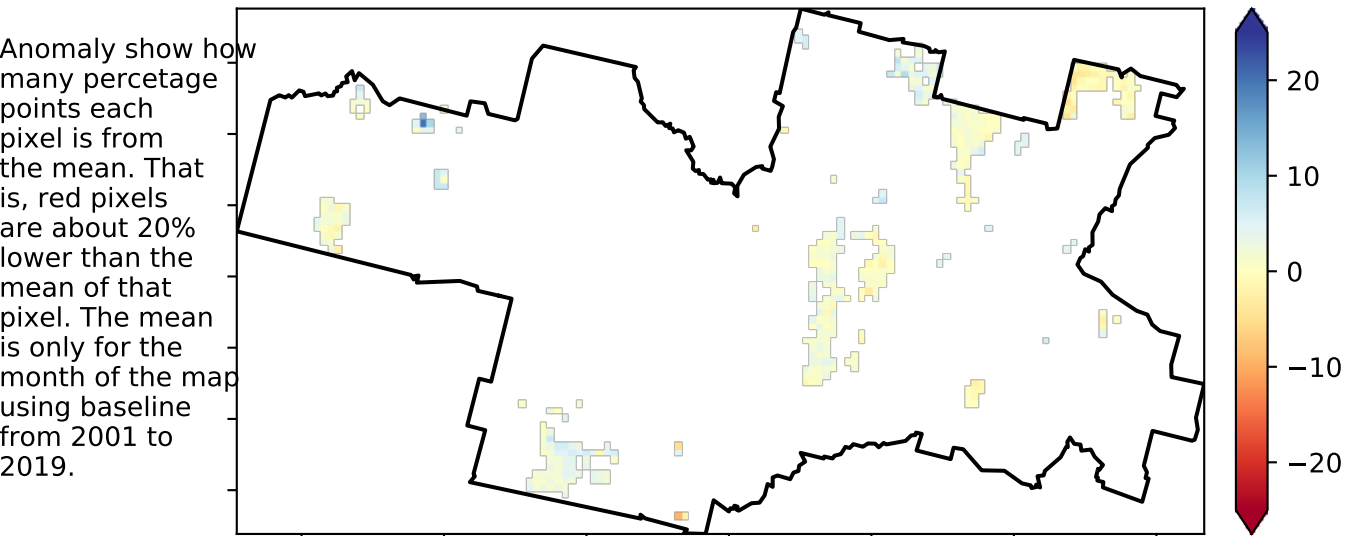 Anomaly show how
many percetage
points each
pixel is from
the mean. That
is, red pixels
are about 20%
lower than the
mean of that
pixel. The mean
is only for the
month of the map
using baseline
from 2001 to
2019.
20
10
0
−10
−20